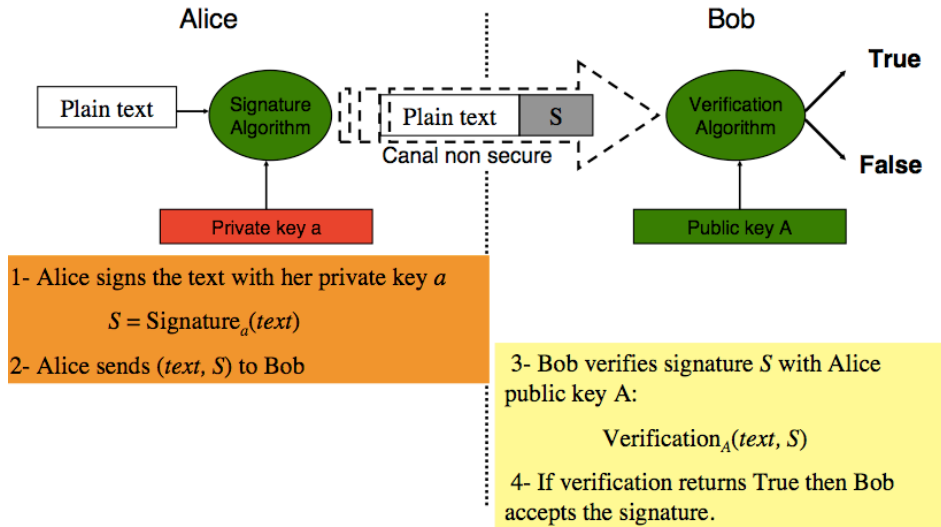 Alice
Bob
Plain text
Signature
Algorithm
Plain text
S
Canal non secure
Verification
Algorithm
True
False
Private key a
Public key A
1- Alice signs the text with her private key a
S = Signatureₐ(text)
2- Alice sends (text, S) to Bob
3- Bob verifies signature S with Alice
public key A:
Verification_A(text, S)
4- If verification returns True then Bob
accepts the signature.